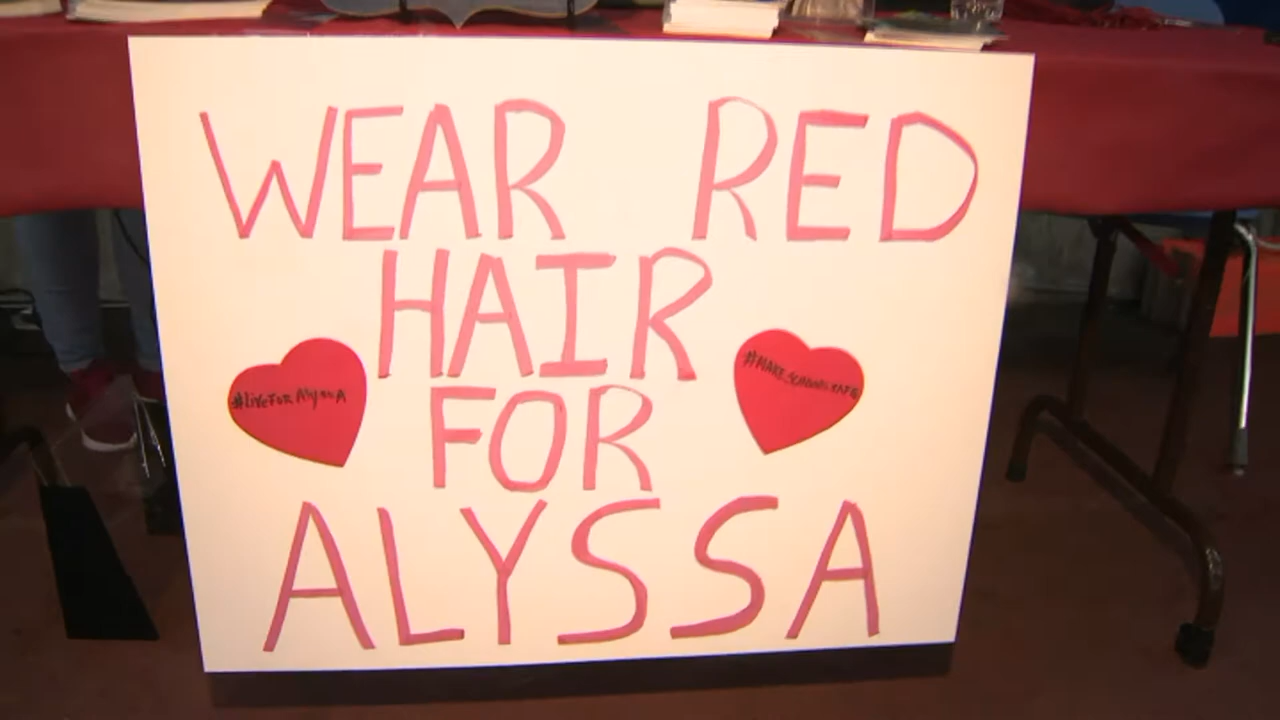 WEAR RED
HAIR
FOR
ALYSSA
#LIVEFORAlySSA
#MAKESCHOOLSSAFE